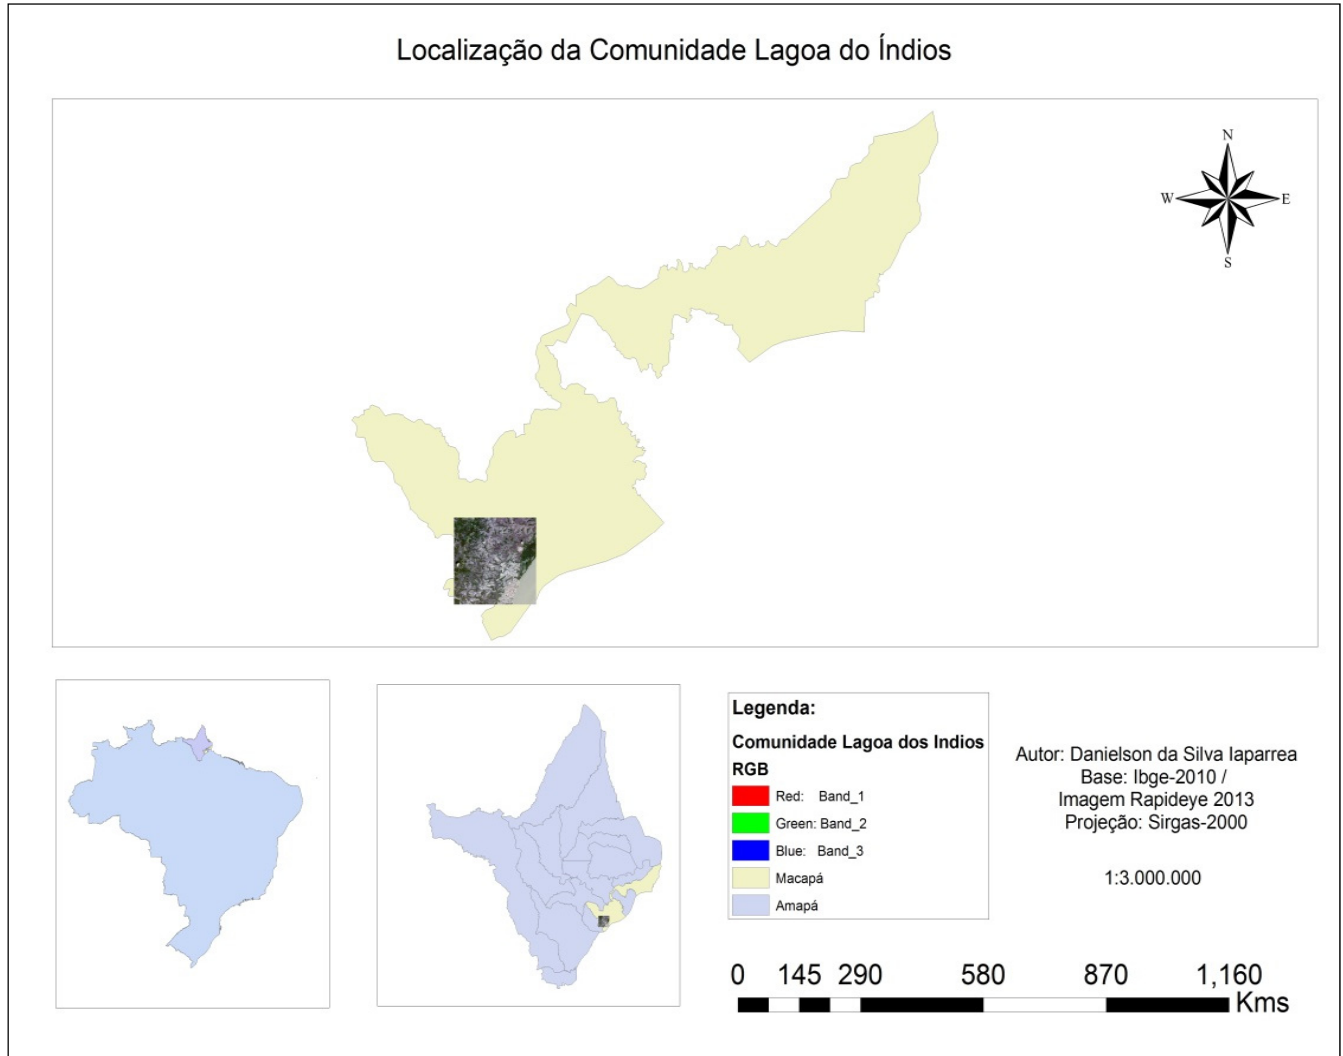 Localização da Comunidade Lagoa do Índios
N
W E
S
Legenda:
Comunidade Lagoa dos Indios
RGB
Red: Band_1
Green: Band_2
Blue: Band_3
Macapá
Amapá
Autor: Danielson da Silva Iaparrea
Base: Ibge-2010 /
Imagem Rapideye 2013
Projeção: Sirgas-2000
1:3.000.000
0 145 290 580 870 1,160
Kms